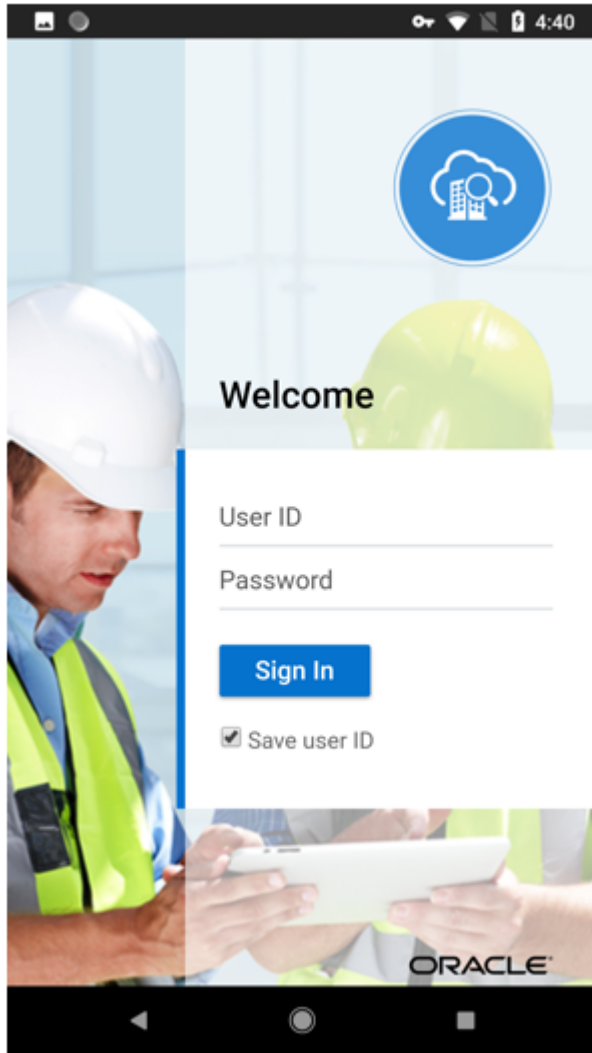 4:40
Welcome
User ID
Password
Sign In
Save user ID
ORACLE